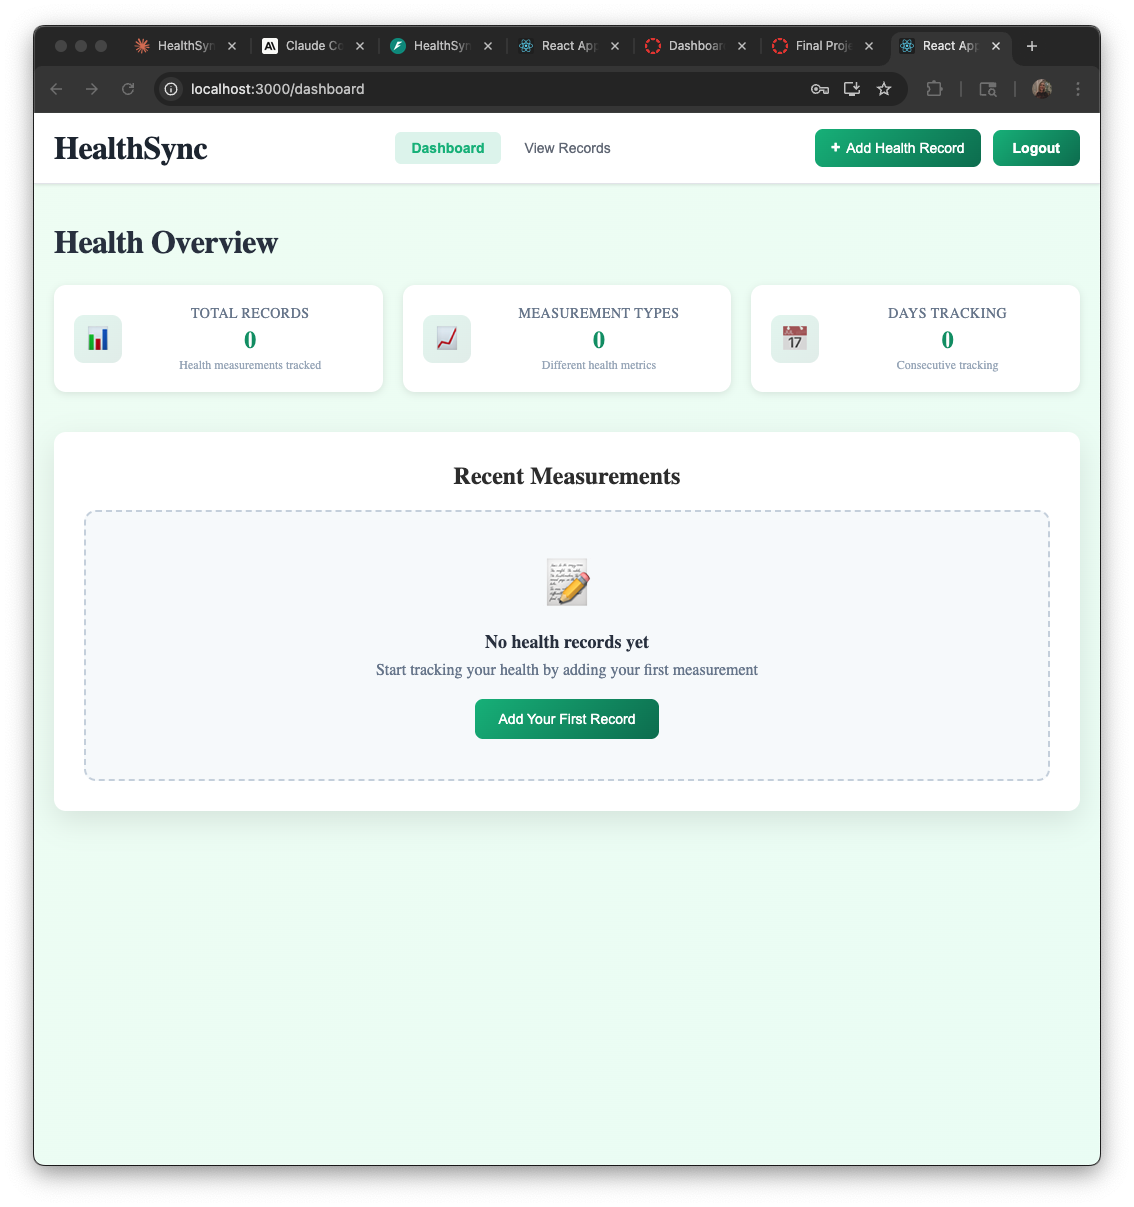 HealthSyn
Claude Co
HealthSyn
React App
Dashboar
Final Proje
React App
localhost:3000/dashboard
HealthSync
Dashboard
View Records
+ Add Health Record
Logout
Health Overview
TOTAL RECORDS
0
Health measurements tracked
MEASUREMENT TYPES
0
Different health metrics
17
DAYS TRACKING
0
Consecutive tracking
Recent Measurements
No health records yet
Start tracking your health by adding your first measurement
Add Your First Record